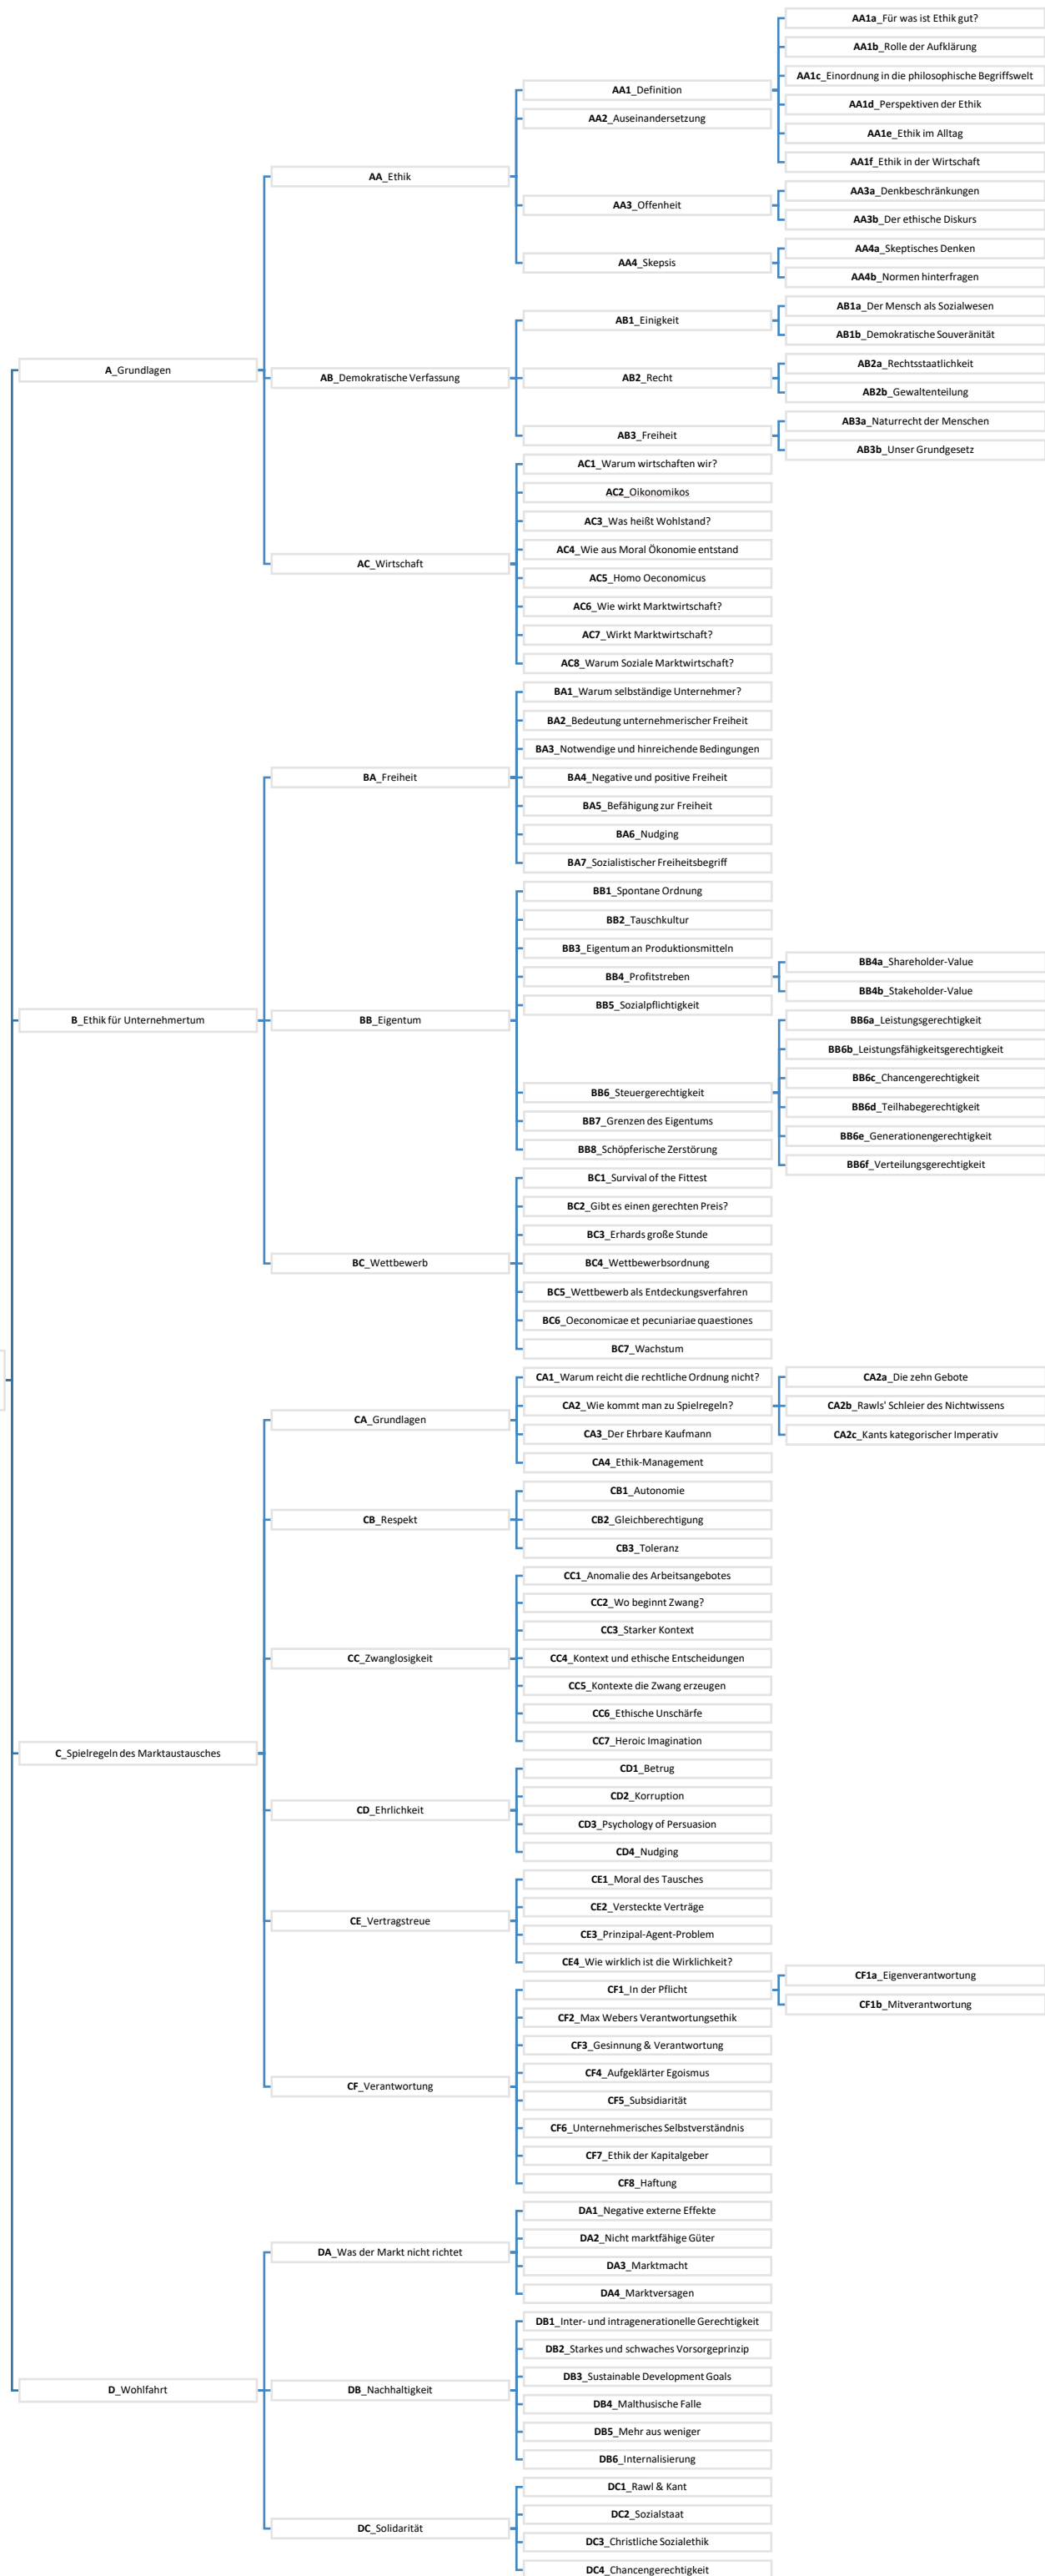 A_Grundlagen
AA_Ethik
AA1_Definition
AA1a_Für was ist Ethik gut?
AA1b_Rolle der Aufklärung
AA1c_Einordnung in die philosophische Begriffswelt
AA1d_Perspektiven der Ethik
AA1e_Ethik im Alltag
AA1f_Ethik in der Wirtschaft
AA2_Auseinandersetzung
AA3_Offenheit
AA3a_Denkbeschränkungen
AA3b_Der ethische Diskurs
AA4_Skepsis
AA4a_Skeptisches Denken
AA4b_Normen hinterfragen
AB_Demokratische Verfassung
AB1_Einigkeit
AB1a_Der Mensch als Sozialwesen
AB1b_Demokratische Souveränität
AB2_Recht
AB2a_Rechtsstaatlichkeit
AB2b_Gewaltenteilung
AB3_Freiheit
AB3a_Naturrecht der Menschen
AB3b_Unser Grundgesetz
AC_Wirtschaft
AC1_Warum wirtschaften wir?
AC2_Oikonomikos
AC3_Was heißt Wohlstand?
AC4_Wie aus Moral Ökonomie entstand
AC5_Homo Oeconomicus
AC6_Wie wirkt Marktwirtschaft?
AC7_Wirkt Marktwirtschaft?
AC8_Warum Soziale Marktwirtschaft?
B_Ethik für Unternehmertum
BA_Freiheit
BA1_Warum selbständige Unternehmer?
BA2_Bedeutung unternehmerischer Freiheit
BA3_Notwendige und hinreichende Bedingungen
BA4_Negative und positive Freiheit
BA5_Befähigung zur Freiheit
BA6_Nudging
BA7_Sozialistischer Freiheitsbegriff
BB_Eigentum
BB1_Spontane Ordnung
BB2_Tauschkultur
BB3_Eigentum an Produktionsmitteln
BB4_Profitstreben
BB4a_Shareholder-Value
BB4b_Stakeholder-Value
BB5_Sozialpflichtigkeit
BB6_Steuergerechtigkeit
BB6a_Leistungsgerechtigkeit
BB6b_Leistungsfähigkeitsgerechtigkeit
BB6c_Chancengerechtigkeit
BB6d_Teilhabegerechtigkeit
BB6e_Generationengerechtigkeit
BB6f_Verteilungsgerechtigkeit
BB7_Grenzen des Eigentums
BB8_Schöpferische Zerstörung
BC_Wettbewerb
BC1_Survival of the Fittest
BC2_Gibt es einen gerechten Preis?
BC3_Erhards große Stunde
BC4_Wettbewerbsordnung
BC5_Wettbewerb als Entdeckungsverfahren
BC6_Oeconomicae et pecuniariae quaestiones
BC7_Wachstum
C_Spielregeln des Marktaustausches
CA_Grundlagen
CA1_Warum reicht die rechtliche Ordnung nicht?
CA2_Wie kommt man zu Spielregeln?
CA2a_Die zehn Gebote
CA2b_Rawls' Schleier des Nichtwissens
CA2c_Kants kategorischer Imperativ
CA3_Der Ehrbare Kaufmann
CA4_Ethik-Management
CB_Respekt
CB1_Autonomie
CB2_Gleichberechtigung
CB3_Toleranz
CC_Zwanglosigkeit
CC1_Anomalie des Arbeitsangebotes
CC2_Wo beginnt Zwang?
CC3_Starker Kontext
CC4_Kontext und ethische Entscheidungen
CC5_Kontexte die Zwang erzeugen
CC6_Ethische Unschärfe
CC7_Heroic Imagination
CD_Ehrlichkeit
CD1_Betrug
CD2_Korruption
CD3_Psychology of Persuasion
CD4_Nudging
CE_Vertragstreue
CE1_Moral des Tausches
CE2_Versteckte Verträge
CE3_Prinzipal-Agent-Problem
CE4_Wie wirklich ist die Wirklichkeit?
CF_Verantwortung
CF1_In der Pflicht
CF1a_Eigenverantwortung
CF1b_Mitverantwortung
CF2_Max Webers Verantwortungsethik
CF3_Gesinnung & Verantwortung
CF4_Aufgeklärter Egoismus
CF5_Subsidiarität
CF6_Unternehmerisches Selbstverständnis
CF7_Ethik der Kapitalgeber
CF8_Haftung
D_Wohlfahrt
DA_Was der Markt nicht richtet
DA1_Negative externe Effekte
DA2_Nicht marktfähige Güter
DA3_Marktmacht
DA4_Marktversagen
DB_Nachhaltigkeit
DB1_Inter- und intragenerationelle Gerechtigkeit
DB2_Starkes und schwaches Vorsorgeprinzip
DB3_Sustainable Development Goals
DB4_Malthusische Falle
DB5_Mehr aus weniger
DB6_Internalisierung
DC_Solidarität
DC1_Rawl & Kant
DC2_Sozialstaat
DC3_Christliche Sozialethik
DC4_Chancengerechtigkeit